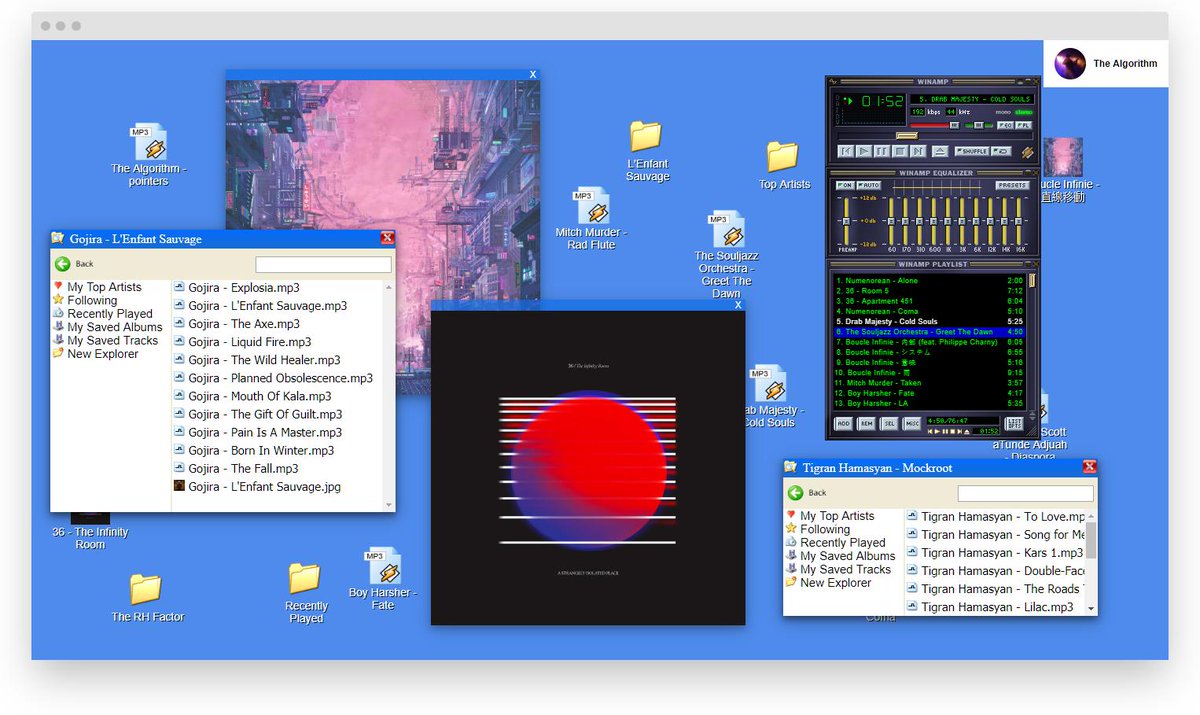 The Algorithm
X
MP3
The Algorithm -
pointers
L'Enfant
Sauvage
Top Artists
MP3
Mitch Murder -
Rad Flute
MP3
The Souljazz
Orchestra -
Greet The
Dawn
WINAMP
01:52
5. DRAB MAJESTY - COLD SOULS
192 kbps 44 kHz mono stereo
EQ PL
SHUFFLE
WINAMP EQUALIZER
ON AUTO PRESETS
+12 db
+0 db
-12 db
PREAMP 60 170 310 600 1K 3K 6K 12K 14K 16K
WINAMP PLAYLIST
1. Numenorean - Alone 2:00
2. 36 - Room 5 7:12
3. 36 - Apartment 451 6:04
4. Numenorean - Coma 5:10
5. Drab Majesty - Cold Souls 5:25
6. The Souljazz Orchestra - Greet The Dawn 4:50
7. Boucle Infinie - 内郁 (feat. Philippe Charny) 6:05
8. Boucle Infinie - システム 6:55
9. Boucle Infinie - 意味 5:16
10. Boucle Infinie - 雨 9:15
11. Mitch Murder - Taken 3:57
12. Boy Harsher - Fate 4:17
13. Boy Harsher - LA 5:35
ADD REM SEL MISC
4:50/76:47
01:52
LIST
OPTS
oucle Infinie -
直線移動
Gojira - L'Enfant Sauvage
Back
My Top Artists
Following
Recently Played
My Saved Albums
My Saved Tracks
New Explorer
Gojira - Explosia.mp3
Gojira - L'Enfant Sauvage.mp3
Gojira - The Axe.mp3
Gojira - Liquid Fire.mp3
Gojira - The Wild Healer.mp3
Gojira - Planned Obsolescence.mp3
Gojira - Mouth Of Kala.mp3
Gojira - The Gift Of Guilt.mp3
Gojira - Pain Is A Master.mp3
Gojira - Born In Winter.mp3
Gojira - The Fall.mp3
Gojira - L'Enfant Sauvage.jpg
X
36 / The Infinity Room
A STRANGELY ISOLATED PLACE
MP3
ab Majesty -
Cold Souls
Scott
aTunde Adjuah
- Diaspora
Tigran Hamasyan - Mockroot
Back
My Top Artists
Following
Recently Played
My Saved Albums
My Saved Tracks
New Explorer
Tigran Hamasyan - To Love.mp
Tigran Hamasyan - Song for Me
Tigran Hamasyan - Kars 1.mp3
Tigran Hamasyan - Double-Face
Tigran Hamasyan - The Roads
Tigran Hamasyan - Lilac.mp3
Coma
36 - The Infinity
Room
The RH Factor
Recently
Played
MP3
Boy Harsher -
Fate